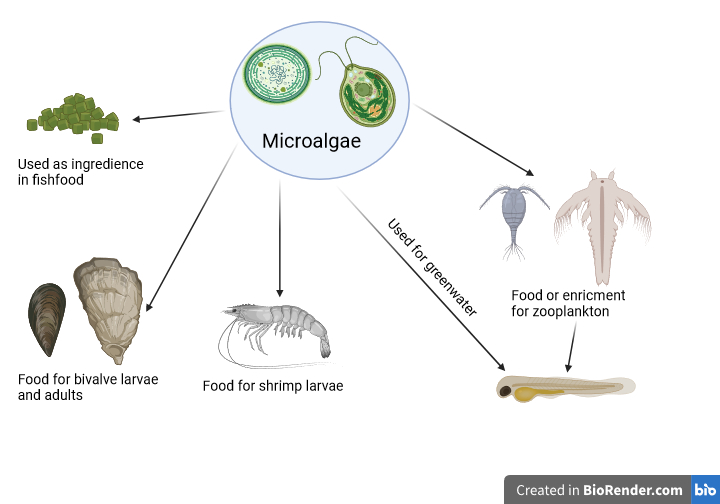 Microalgae
Used as ingredience
in fishfood
Used for greenwater
Food or enricment
for zooplankton
Food for bivalve larvae
and adults
Food for shrimp larvae
Created in BioRender.com
bio